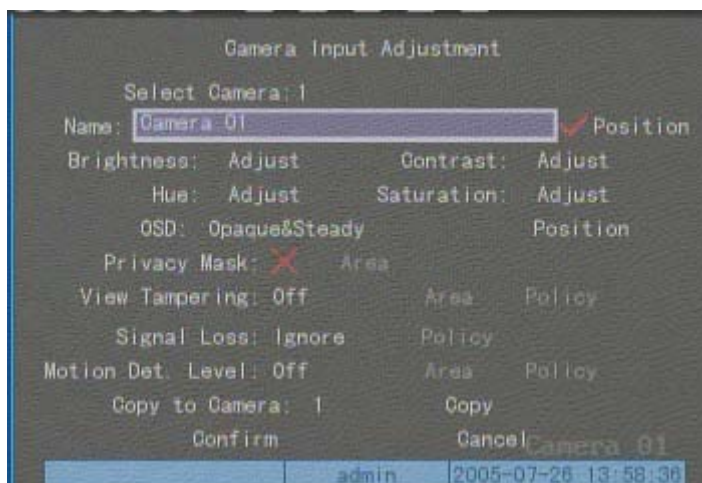 Camera Input Adjustment
Select Camera: 1
Name: Camera 01 Position
Brightness: Adjust Contrast: Adjust
Hue: Adjust Saturation: Adjust
OSD: Opaque&Steady Position
Privacy Mask: Area
View Tampering: Off Area Policy
Signal Loss: Ignore Policy
Motion Det. Level: Off Area Policy
Copy to Camera: 1 Copy
Confirm Cancel
Camera 01
admin 2005-07-26 13:58:36